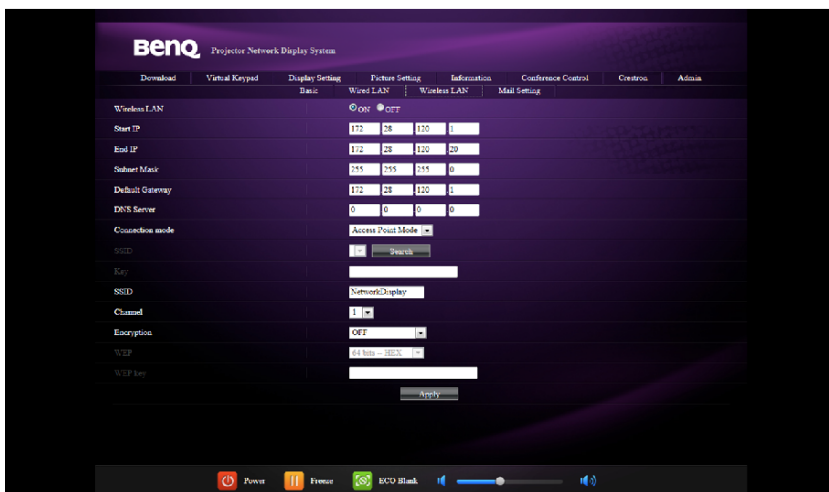 BenQ Projector Network Display System
Download Virtual Keypad Display Setting Picture Setting Information Conference Control Crestron Admin
Basic Wired LAN Wireless LAN Mail Setting
Wireless LAN ON OFF
Start IP 172 28 120 1
End IP 172 28 120 20
Subnet Mask 255 255 255 0
Default Gateway 172 28 120 1
DNS Server 0 0 0 0
Connection mode Access Point Mode
SSID Search
Key
SSID NetworkDisplay
Channel 1
Encryption OFF
WEP 64 bits -- HEX
WEP key
Apply
Power Freeze ECO Blank